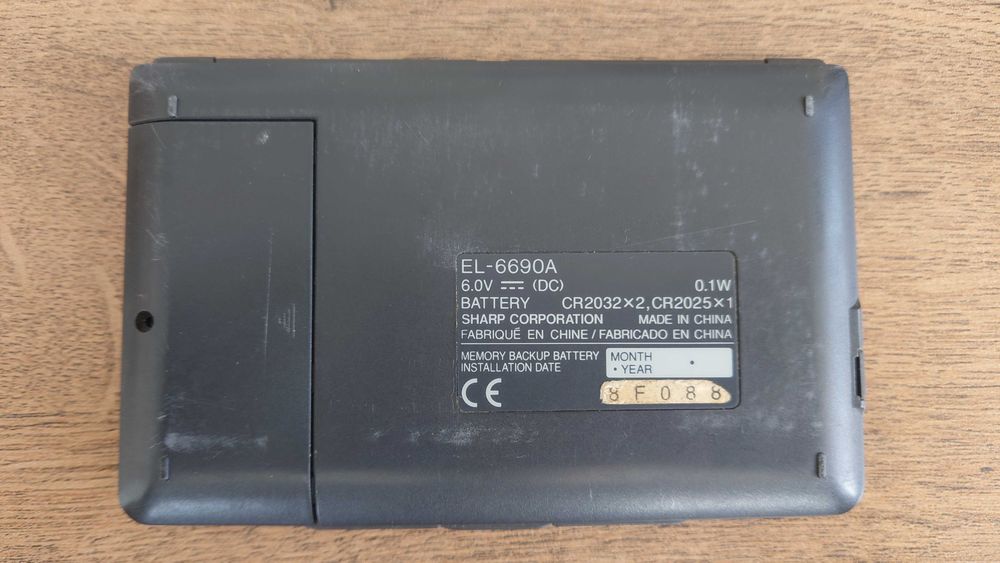 EL-6690A
6.0V ⎓ (DC) 0.1W
BATTERY CR2032×2,CR2025×1
SHARP CORPORATION MADE IN CHINA
FABRIQUÉ EN CHINE / FABRICADO EN CHINA
MEMORY BACKUP BATTERY
INSTALLATION DATE
MONTH
• YEAR •
CE
8F088